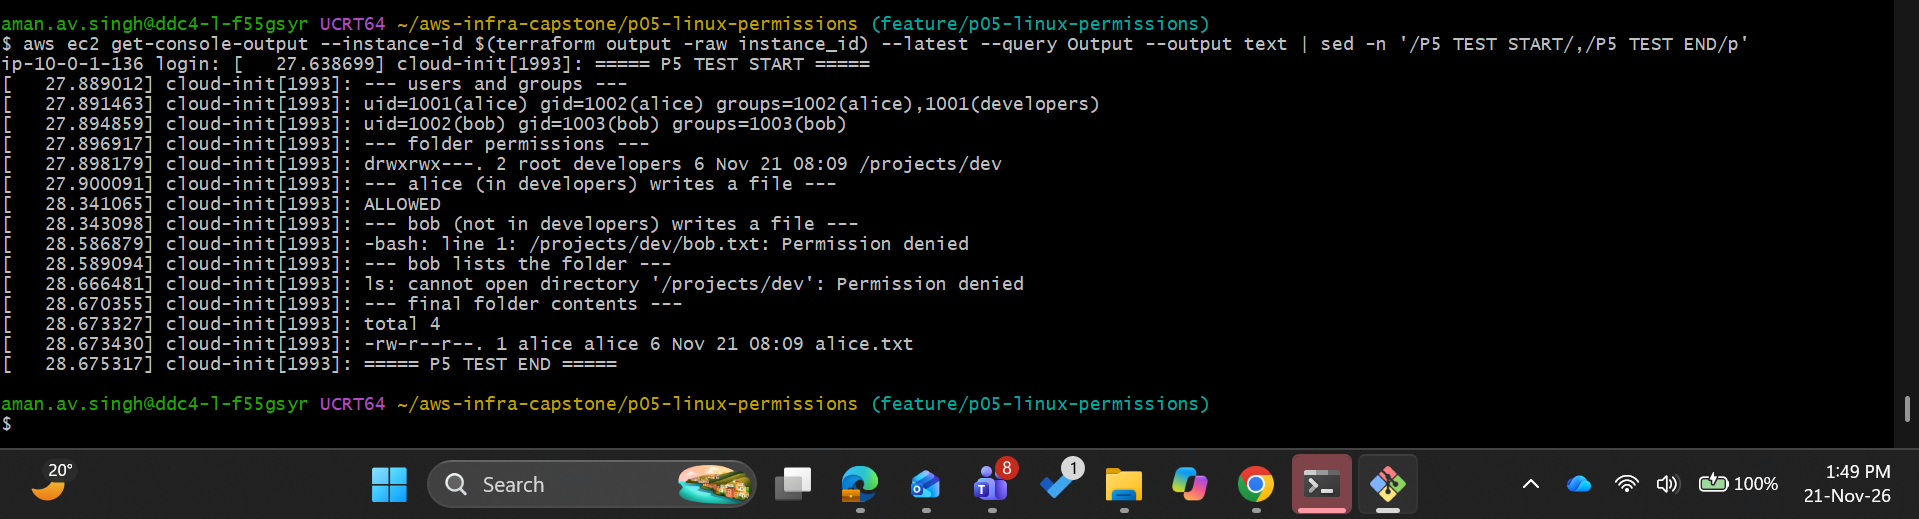 aman.av.singh@ddc4-l-f55gsyr UCRT64 ~/aws-infra-capstone/p05-linux-permissions (feature/p05-linux-permissions)
$ aws ec2 get-console-output --instance-id $(terraform output -raw instance_id) --latest --query Output --output text | sed -n '/P5 TEST START/,/P5 TEST END/p'
ip-10-0-1-136 login: [   27.638699] cloud-init[1993]: ===== P5 TEST START =====
[   27.889012] cloud-init[1993]: --- users and groups ---
[   27.891463] cloud-init[1993]: uid=1001(alice) gid=1002(alice) groups=1002(alice),1001(developers)
[   27.894859] cloud-init[1993]: uid=1002(bob) gid=1003(bob) groups=1003(bob)
[   27.896917] cloud-init[1993]: --- folder permissions ---
[   27.898179] cloud-init[1993]: drwxrwx---. 2 root developers 6 Nov 21 08:09 /projects/dev
[   27.900091] cloud-init[1993]: --- alice (in developers) writes a file ---
[   28.341065] cloud-init[1993]: ALLOWED
[   28.343098] cloud-init[1993]: --- bob (not in developers) writes a file ---
[   28.586879] cloud-init[1993]: -bash: line 1: /projects/dev/bob.txt: Permission denied
[   28.589094] cloud-init[1993]: --- bob lists the folder ---
[   28.666481] cloud-init[1993]: ls: cannot open directory '/projects/dev': Permission denied
[   28.670355] cloud-init[1993]: --- final folder contents ---
[   28.673327] cloud-init[1993]: total 4
[   28.673430] cloud-init[1993]: -rw-r--r--. 1 alice alice 6 Nov 21 08:09 alice.txt
[   28.675317] cloud-init[1993]: ===== P5 TEST END =====
aman.av.singh@ddc4-l-f55gsyr UCRT64 ~/aws-infra-capstone/p05-linux-permissions (feature/p05-linux-permissions)
$
20°
Search
8
1
100%
1:49 PM
21-Nov-26